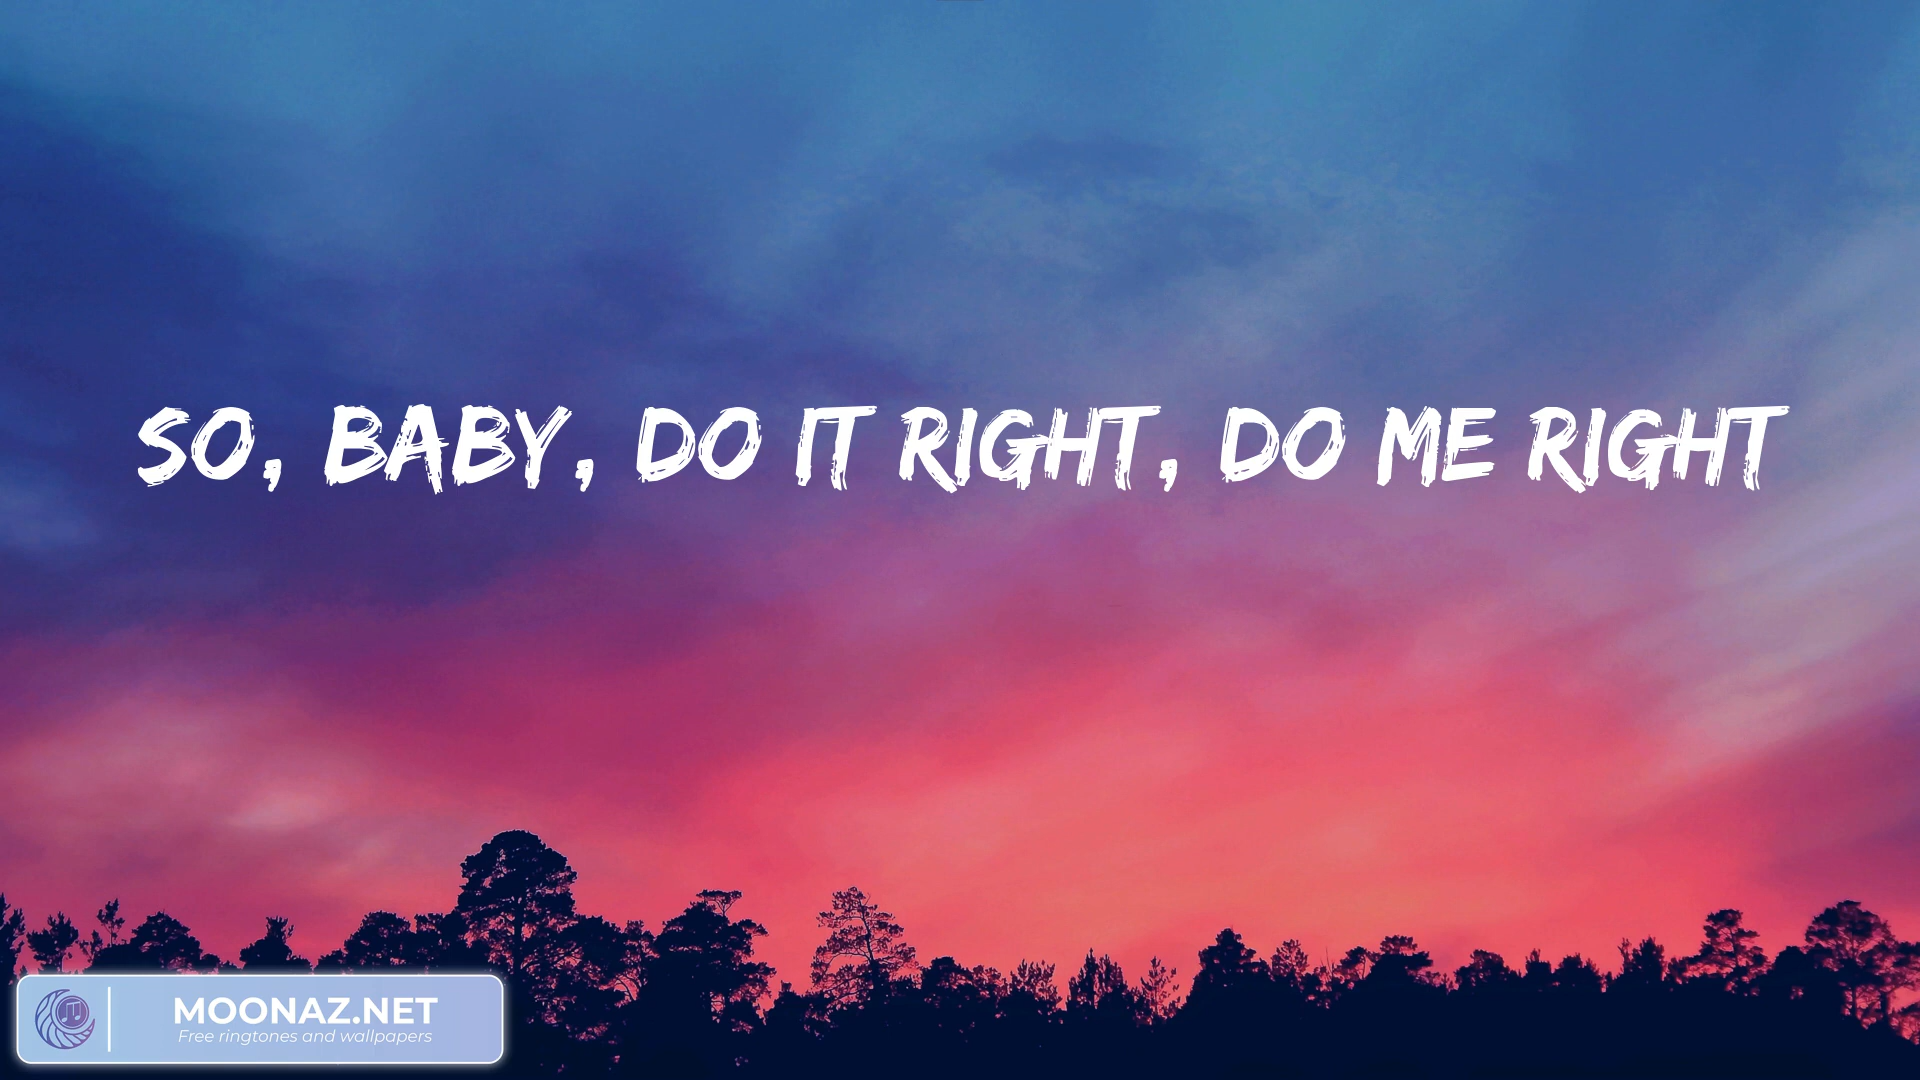 SO, BABY, DO IT RIGHT, DO ME RIGHT
MOONAZ.NET
Free ringtones and wallpapers